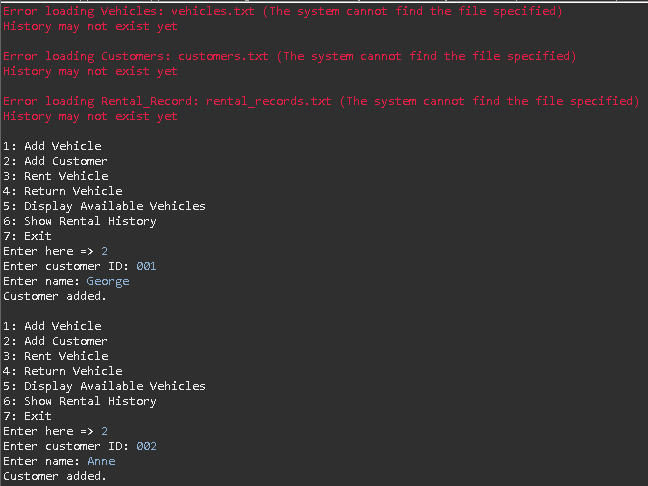 Error loading Vehicles: vehicles.txt (The system cannot find the file specified)
History may not exist yet
Error loading Customers: customers.txt (The system cannot find the file specified)
History may not exist yet
Error loading Rental_Record: rental_records.txt (The system cannot find the file specified)
History may not exist yet
1: Add Vehicle
2: Add Customer
3: Rent Vehicle
4: Return Vehicle
5: Display Available Vehicles
6: Show Rental History
7: Exit
Enter here => 2
Enter customer ID: 001
Enter name: George
Customer added.
1: Add Vehicle
2: Add Customer
3: Rent Vehicle
4: Return Vehicle
5: Display Available Vehicles
6: Show Rental History
7: Exit
Enter here => 2
Enter customer ID: 002
Enter name: Anne
Customer added.